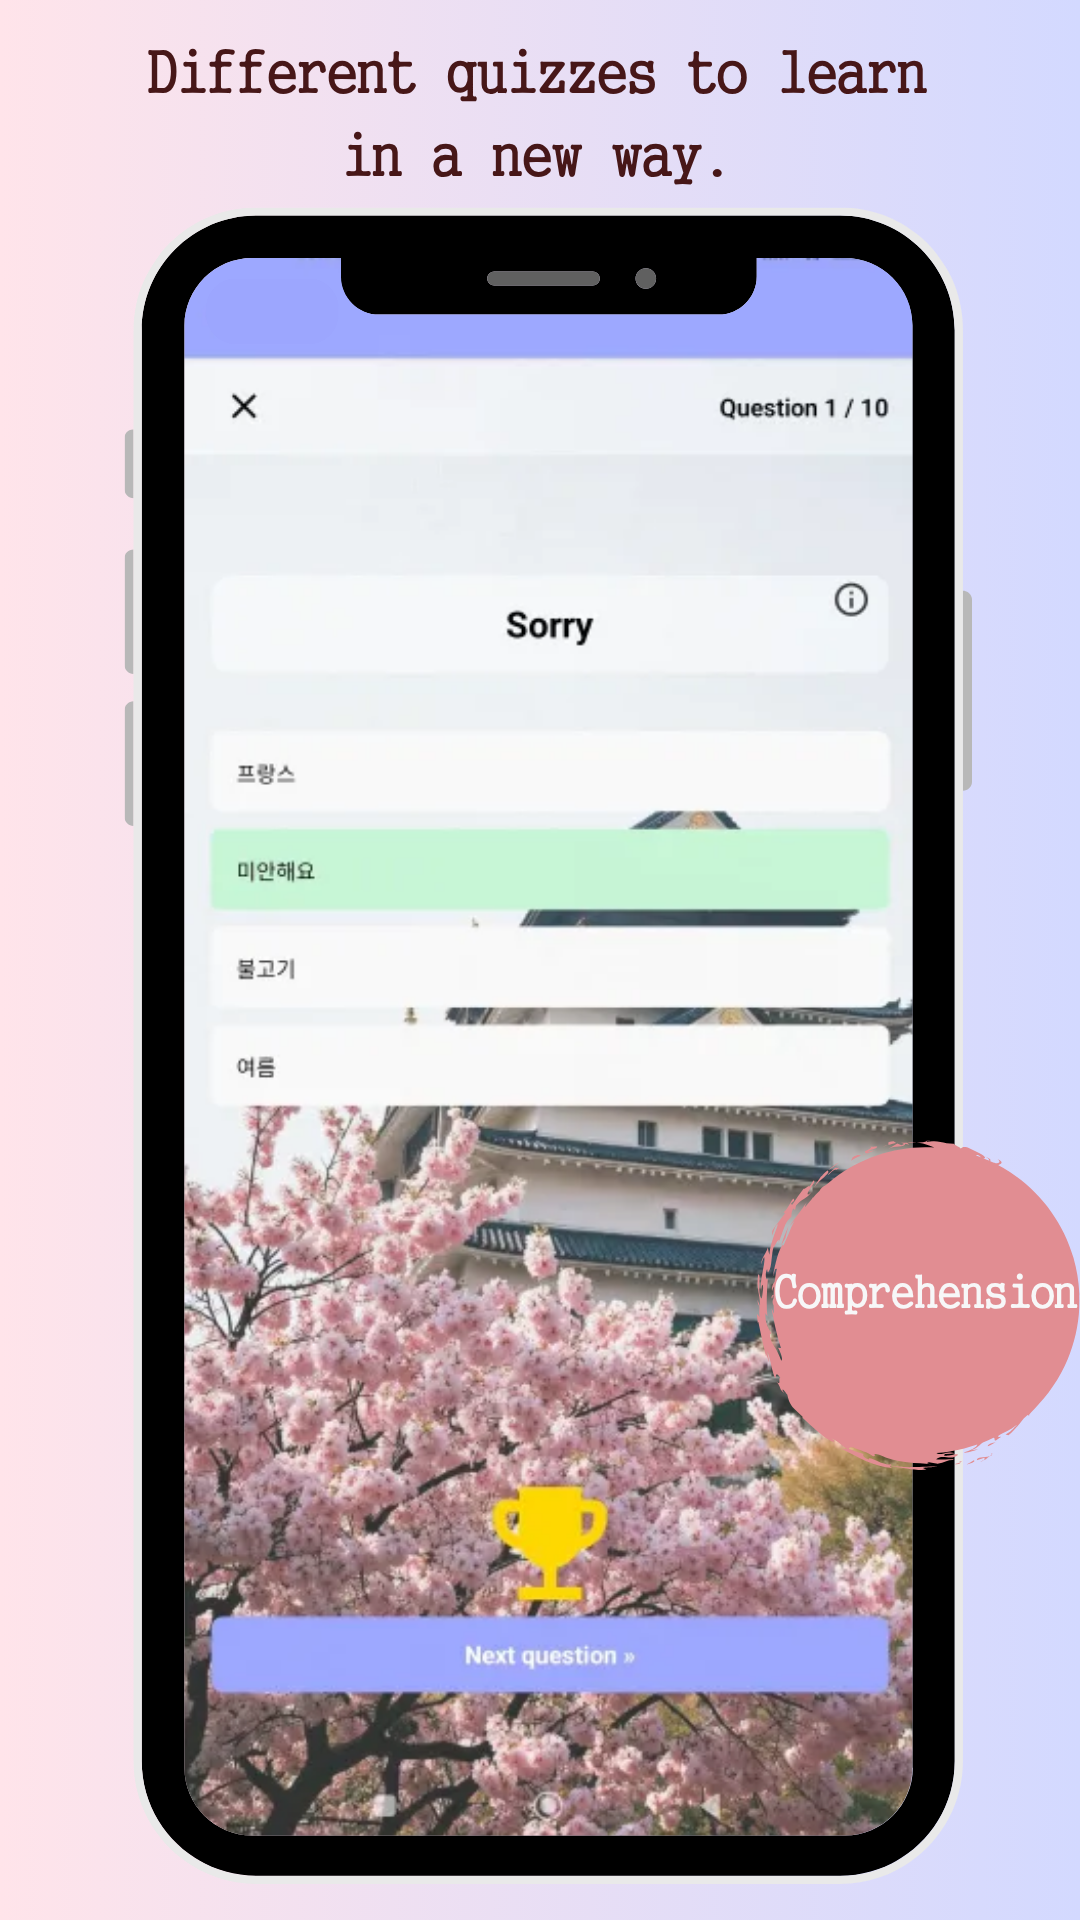 Different quizzes to learn
in a new way.
Question 1 / 10
Sorry
프랑스
미안해요
불고기
여름
Comprehension
Next question »